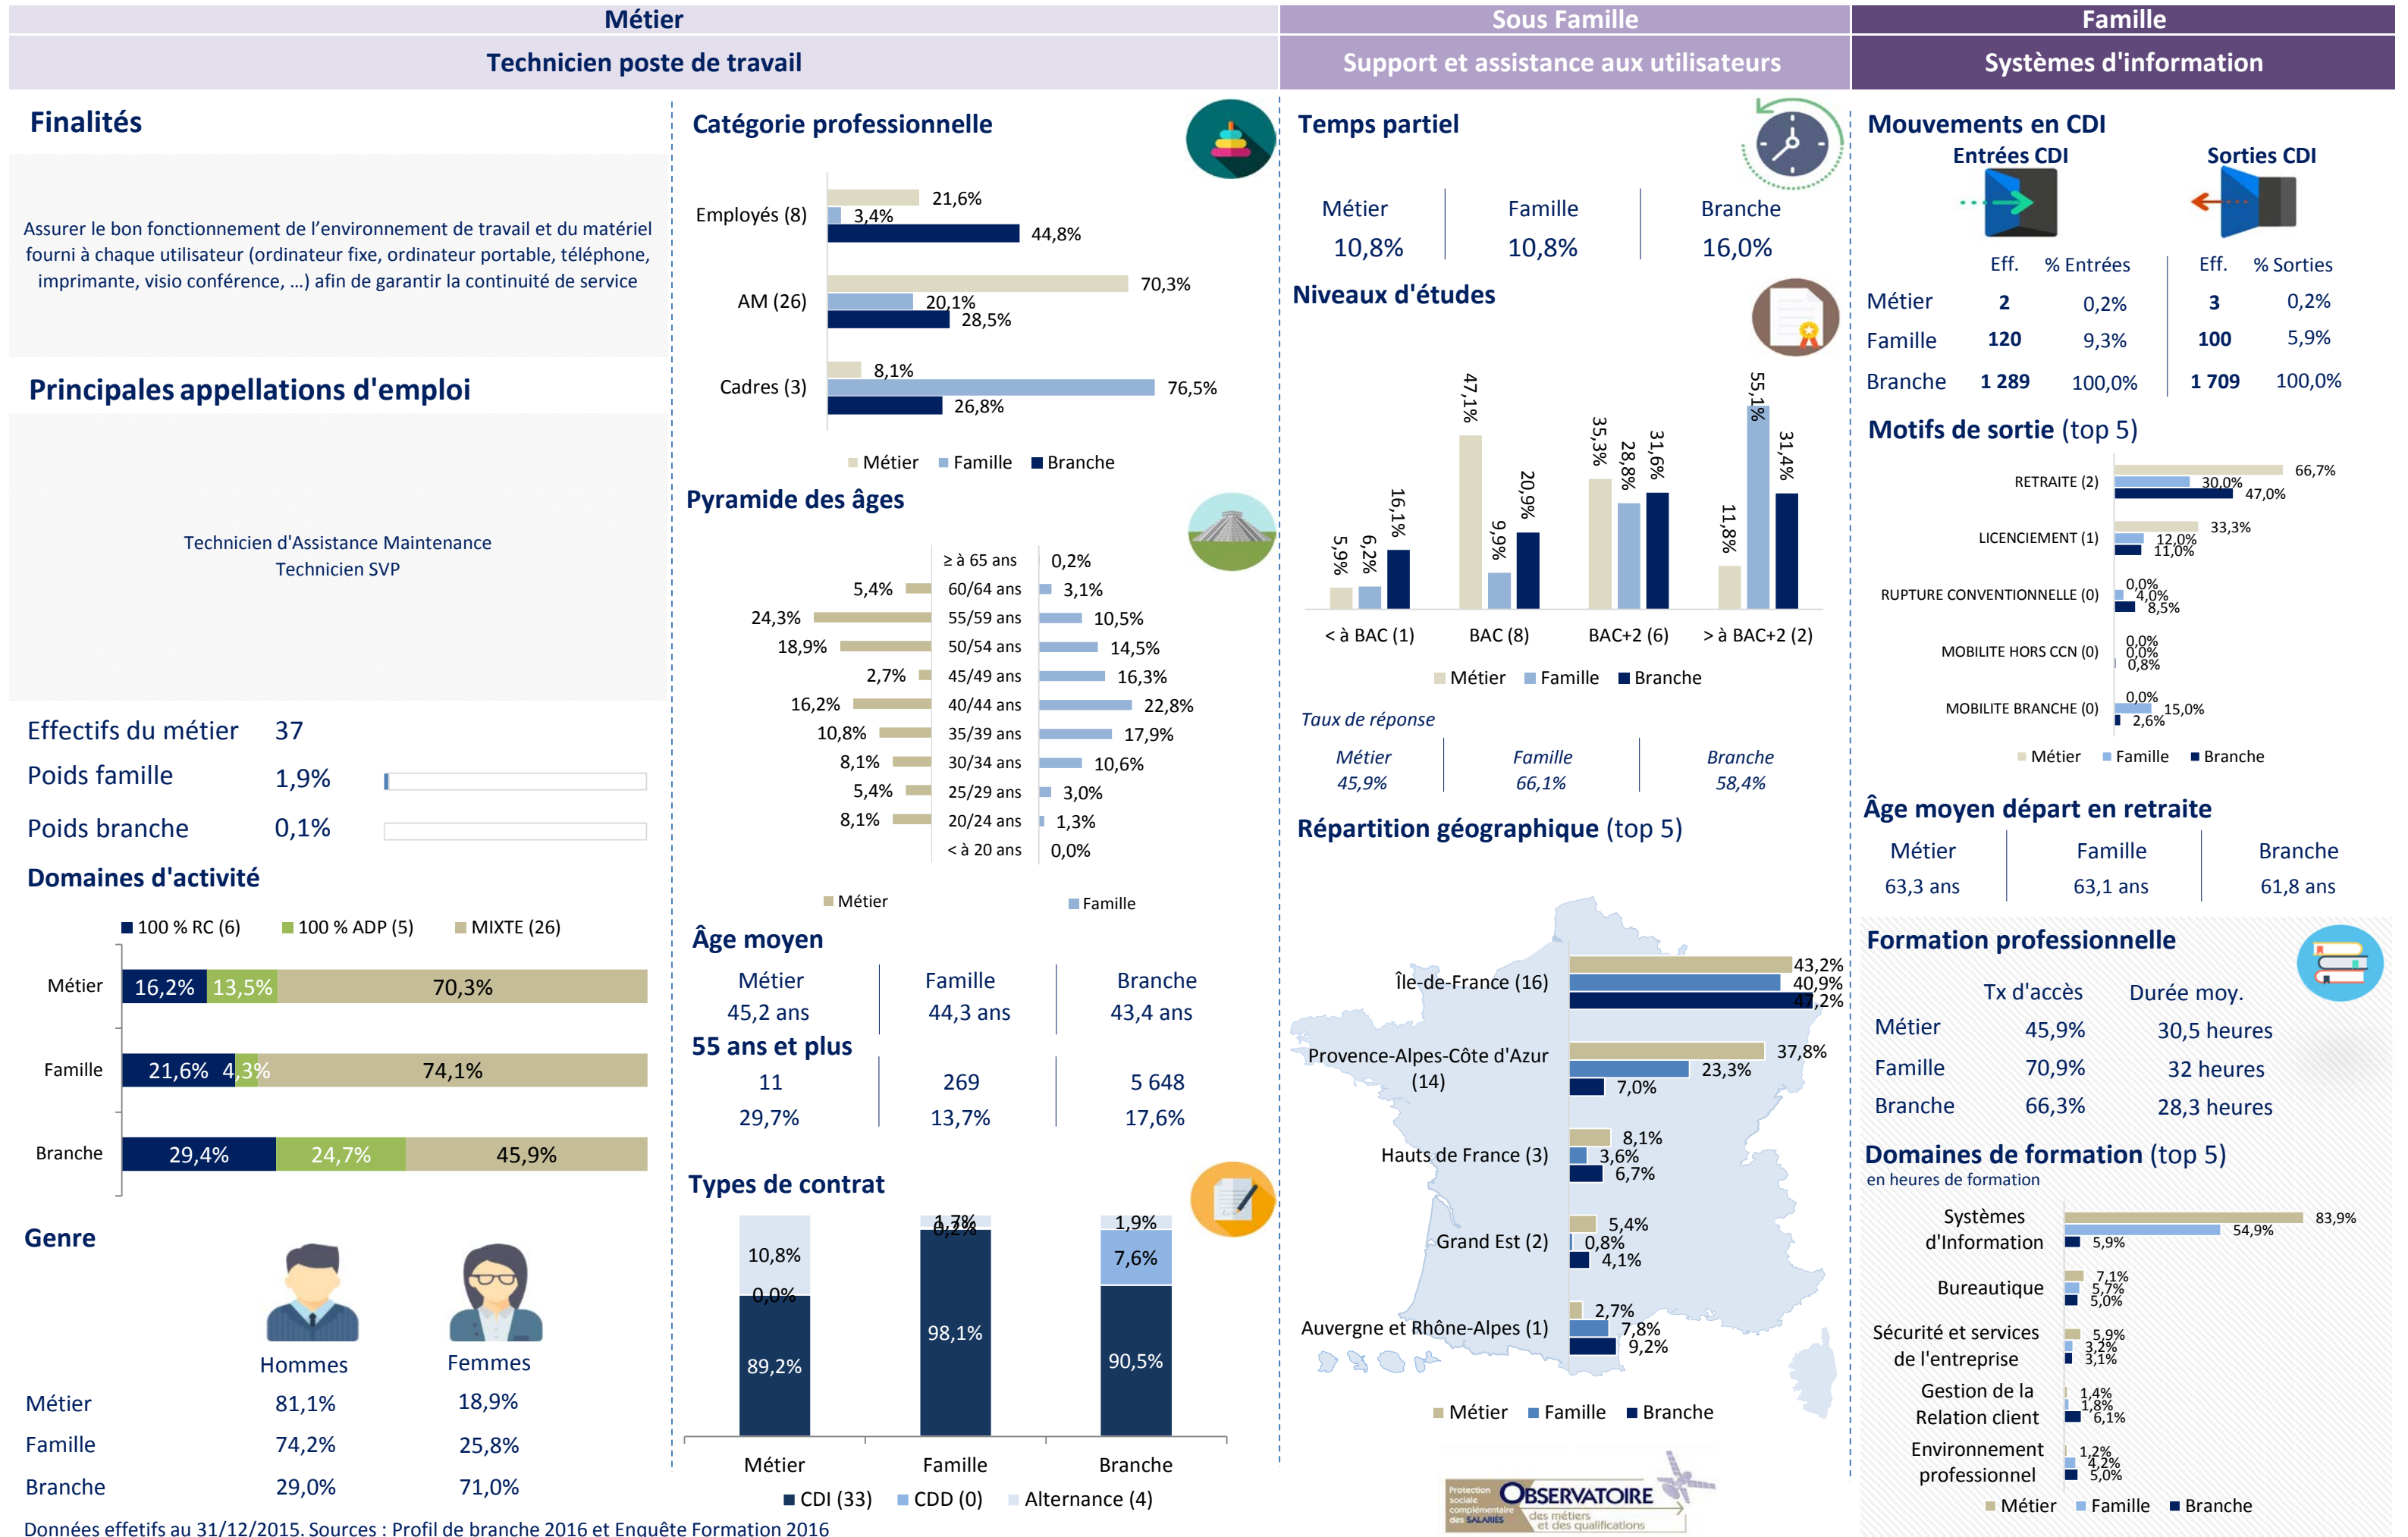 Métier
Sous Famille
Famille
Technicien poste de travail
Support et assistance aux utilisateurs
Systèmes d'information
Finalités
Assurer le bon fonctionnement de l’environnement de travail et du matériel
fourni à chaque utilisateur (ordinateur fixe, ordinateur portable, téléphone,
imprimante, visio conférence, …) afin de garantir la continuité de service
Principales appellations d'emploi
Technicien d'Assistance Maintenance
Technicien SVP
Effectifs du métier 37
Poids famille 1,9%
Poids branche 0,1%
Domaines d'activité
100 % RC (6) 100 % ADP (5) MIXTE (26)
Métier 16,2% 13,5% 70,3%
Famille 21,6% 4,3% 74,1%
Branche 29,4% 24,7% 45,9%
Genre
Hommes Femmes
Métier 81,1% 18,9%
Famille 74,2% 25,8%
Branche 29,0% 71,0%
Données effetifs au 31/12/2015. Sources : Profil de branche 2016 et Enquête Formation 2016
Catégorie professionnelle
Employés (8) 21,6%
3,4%
44,8%
AM (26) 70,3%
20,1%
28,5%
Cadres (3) 8,1%
76,5%
26,8%
Métier Famille Branche
Pyramide des âges
≥ à 65 ans 0,2%
5,4% 60/64 ans 3,1%
24,3% 55/59 ans 10,5%
18,9% 50/54 ans 14,5%
2,7% 45/49 ans 16,3%
16,2% 40/44 ans 22,8%
10,8% 35/39 ans 17,9%
8,1% 30/34 ans 10,6%
5,4% 25/29 ans 3,0%
8,1% 20/24 ans 1,3%
< à 20 ans 0,0%
Métier Famille
Âge moyen
Métier Famille Branche
45,2 ans 44,3 ans 43,4 ans
55 ans et plus
11 269 5 648
29,7% 13,7% 17,6%
Types de contrat
10,8% 1,7% 1,9%
0,0% 0,2% 7,6%
89,2% 98,1% 90,5%
Métier Famille Branche
CDI (33) CDD (0) Alternance (4)
Temps partiel
Métier Famille Branche
10,8% 10,8% 16,0%
Niveaux d'études
5,9% 6,2% 16,1%
47,1% 9,9% 20,9%
35,3% 28,8% 31,6%
11,8% 55,1% 31,4%
< à BAC (1) BAC (8) BAC+2 (6) > à BAC+2 (2)
Métier Famille Branche
Taux de réponse
Métier Famille Branche
45,9% 66,1% 58,4%
Répartition géographique (top 5)
Île-de-France (16) 43,2%
40,9%
47,2%
Provence-Alpes-Côte d'Azur
(14)
37,8%
23,3%
7,0%
Hauts de France (3) 8,1%
3,6%
6,7%
Grand Est (2) 5,4%
0,8%
4,1%
Auvergne et Rhône-Alpes (1) 2,7%
7,8%
9,2%
Métier Famille Branche
Protection
sociale
complémentaire
des SALARIÉS
OBSERVATOIRE
des métiers
et des qualifications
Mouvements en CDI
Entrées CDI Sorties CDI
Eff. % Entrées Eff. % Sorties
Métier 2 0,2% 3 0,2%
Famille 120 9,3% 100 5,9%
Branche 1 289 100,0% 1 709 100,0%
Motifs de sortie (top 5)
RETRAITE (2) 66,7%
30,0%
47,0%
LICENCIEMENT (1) 33,3%
12,0%
11,0%
RUPTURE CONVENTIONNELLE (0) 0,0%
4,0%
8,5%
MOBILITE HORS CCN (0) 0,0%
0,0%
0,8%
MOBILITE BRANCHE (0) 0,0%
15,0%
2,6%
Métier Famille Branche
Âge moyen départ en retraite
Métier Famille Branche
63,3 ans 63,1 ans 61,8 ans
Formation professionnelle
Tx d'accès Durée moy.
Métier 45,9% 30,5 heures
Famille 70,9% 32 heures
Branche 66,3% 28,3 heures
Domaines de formation (top 5)
en heures de formation
Systèmes
d'Information
83,9%
54,9%
5,9%
Bureautique 7,1%
5,7%
5,0%
Sécurité et services
de l'entreprise
5,9%
3,2%
3,1%
Gestion de la
Relation client
1,4%
1,8%
6,1%
Environnement
professionnel
1,2%
4,2%
5,0%
Métier Famille Branche